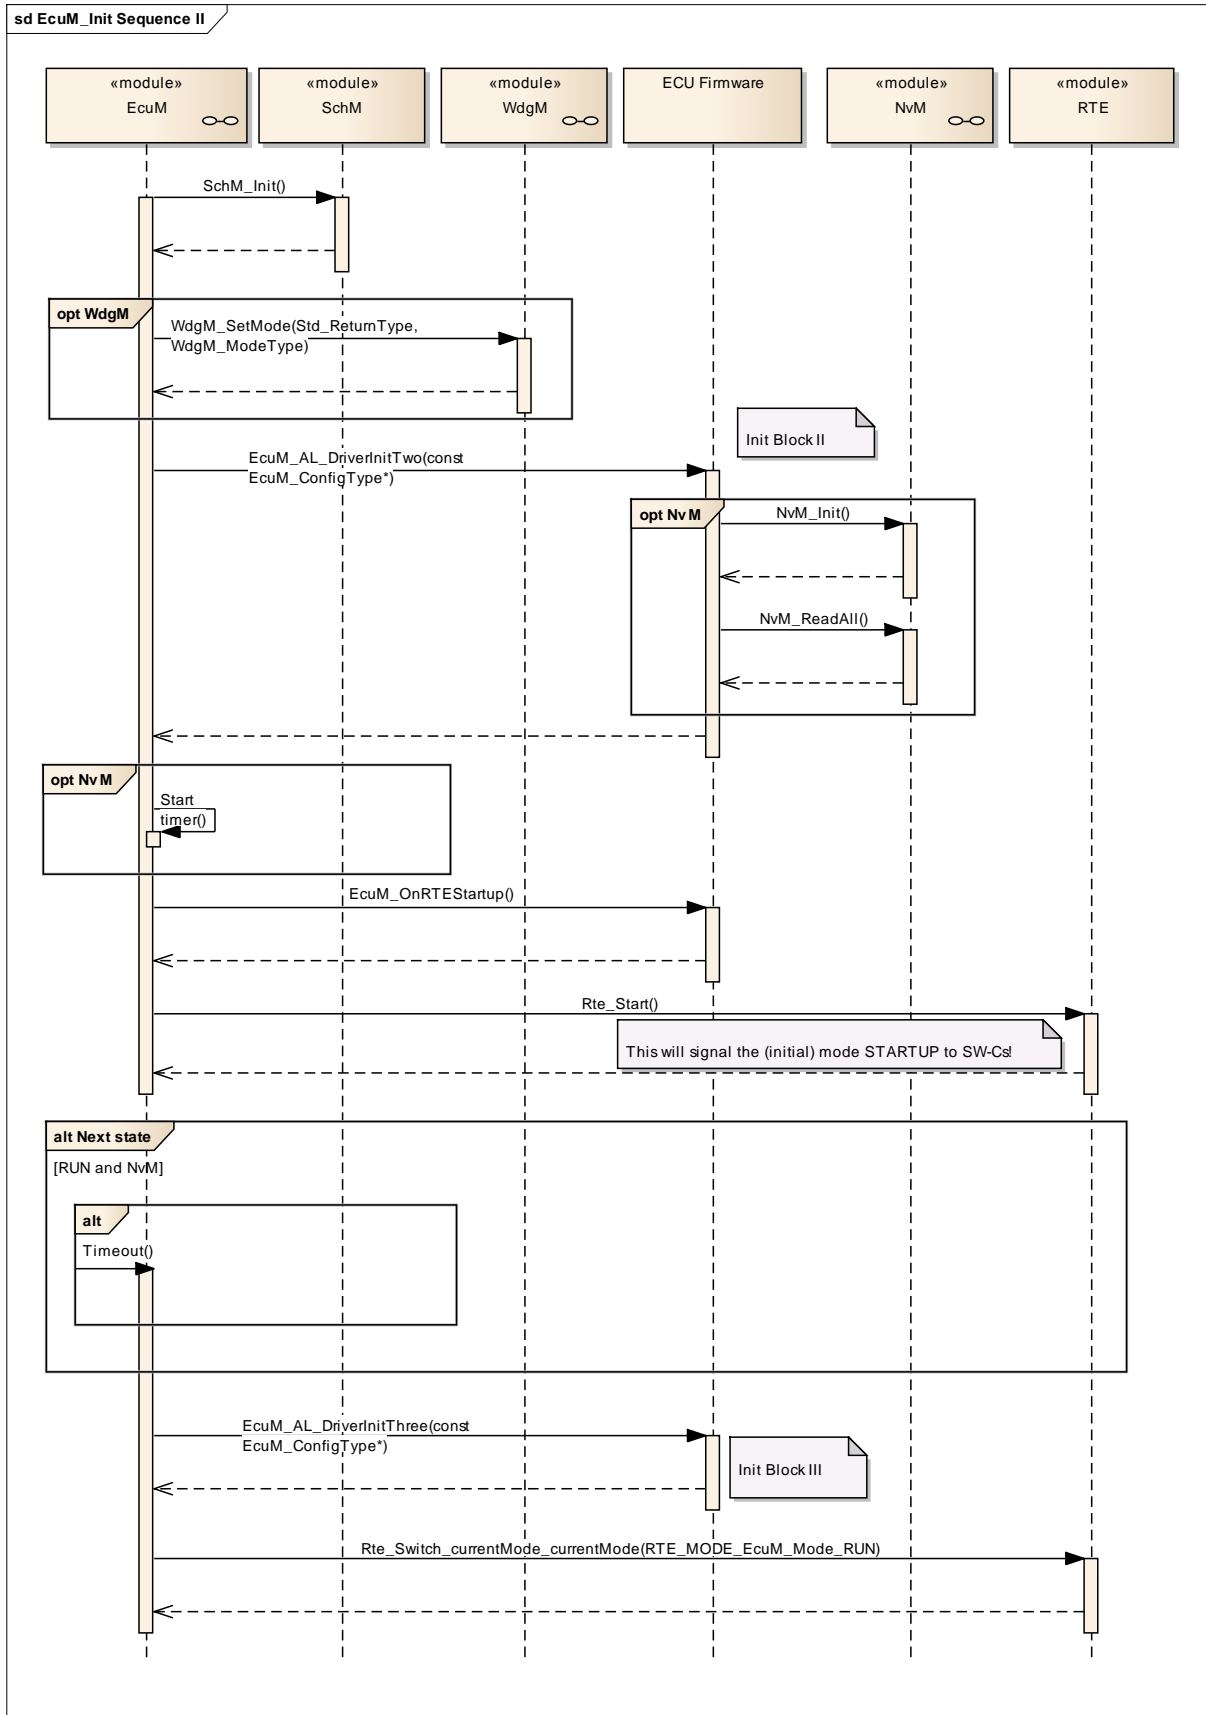 sd EcuM_Init Sequence II
«module»
EcuM
«module»
SchM
«module»
WdgM
ECU Firmware
«module»
NvM
«module»
RTE
SchM_Init()
opt WdgM
WdgM_SetMode(Std_ReturnType,
WdgM_ModeType)
Init Block II
EcuM_AL_DriverInitTwo(const
EcuM_ConfigType*)
opt NvM
NvM_Init()
NvM_ReadAll()
opt NvM
Start
timer()
EcuM_OnRTEStartup()
Rte_Start()
This will signal the (initial) mode STARTUP to SW-Cs!
alt Next state
[RUN and NvM]
alt
Timeout()
EcuM_AL_DriverInitThree(const
EcuM_ConfigType*)
Init Block III
Rte_Switch_currentMode_currentMode(RTE_MODE_EcuM_Mode_RUN)